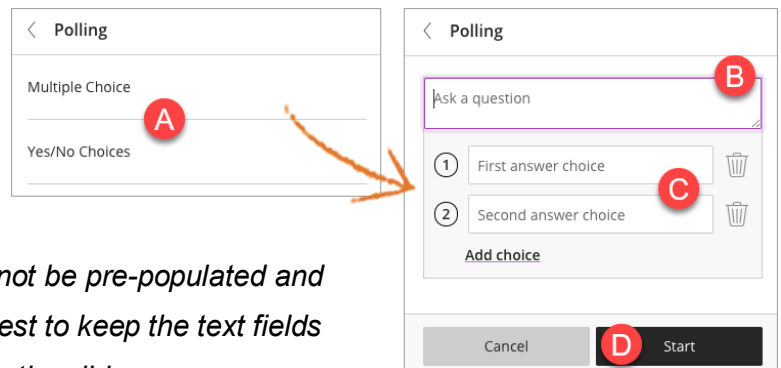 Polling
Multiple Choice
A
Yes/No Choices
Polling
B
Ask a question
1 First answer choice
C
2 Second answer choice
Add choice
Cancel
D Start
not be pre-populated and
est to keep the text fields